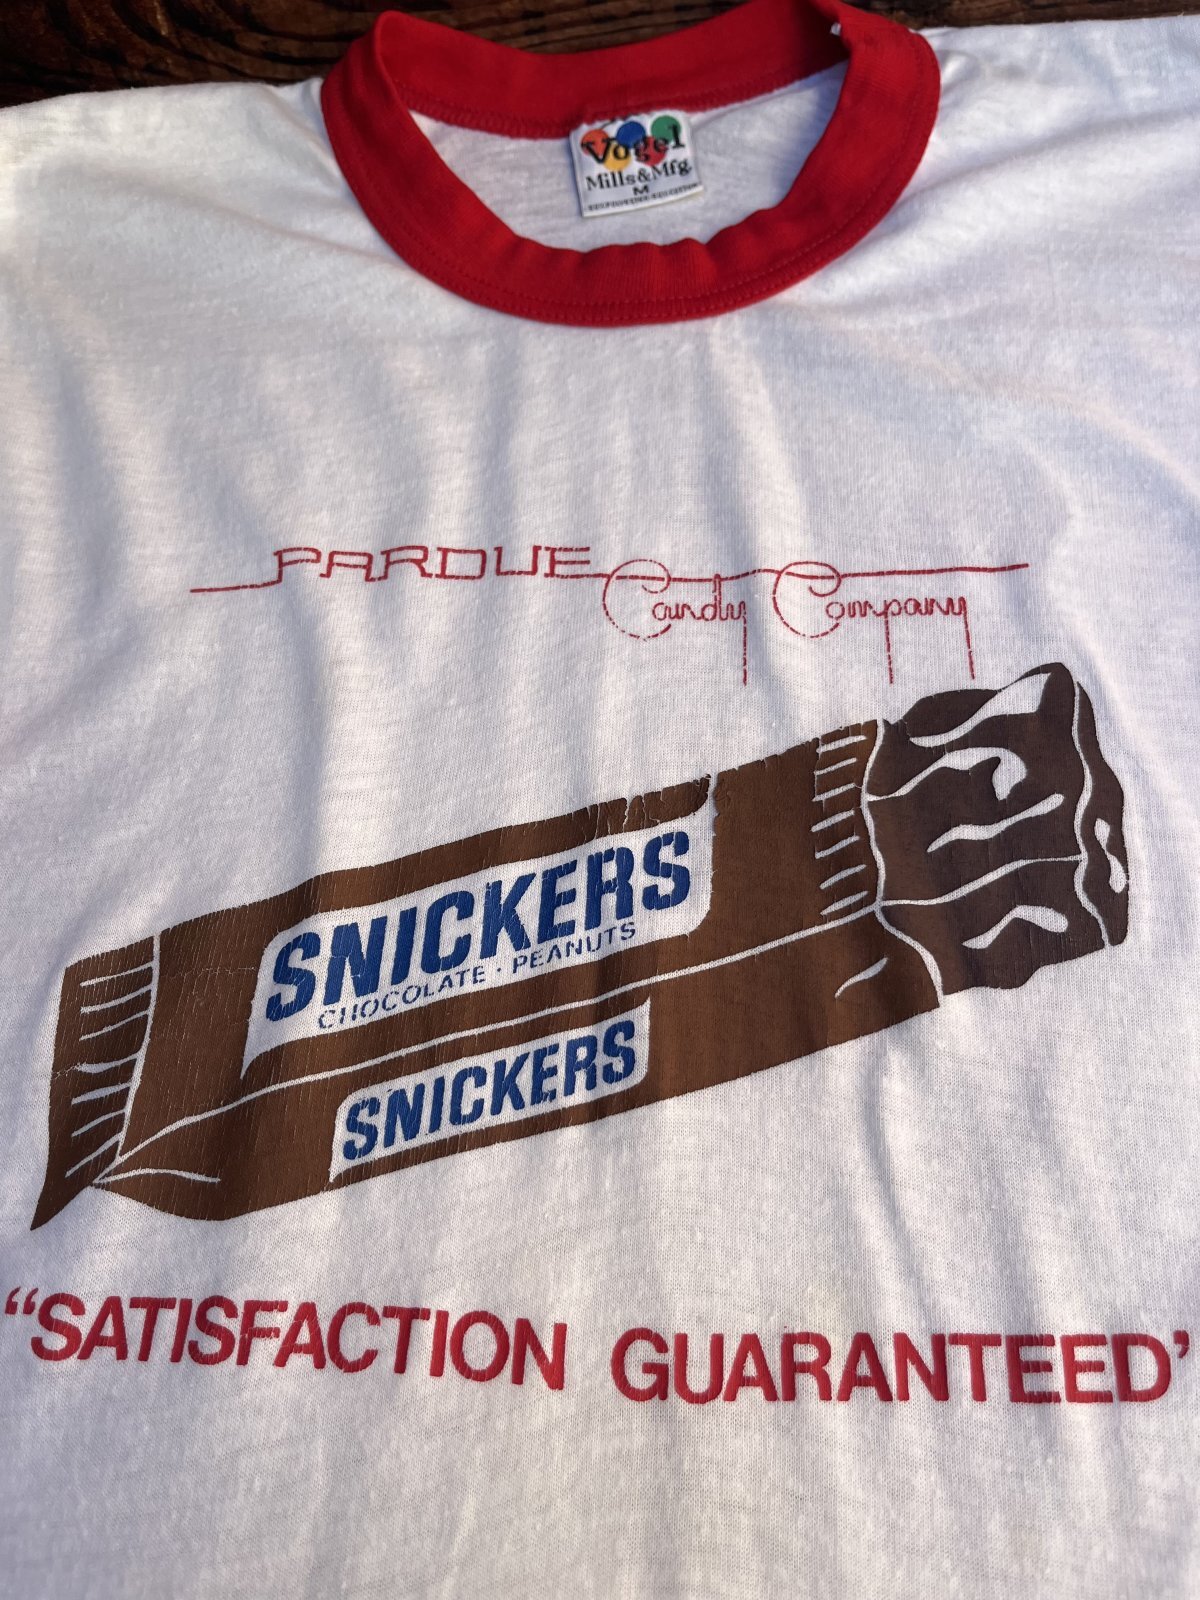 Vogel
Mills&Mfg
M
PARDUE
Candy Company
SNICKERS
CHOCOLATE · PEANUTS
SNICKERS
"SATISFACTION GUARANTEED'